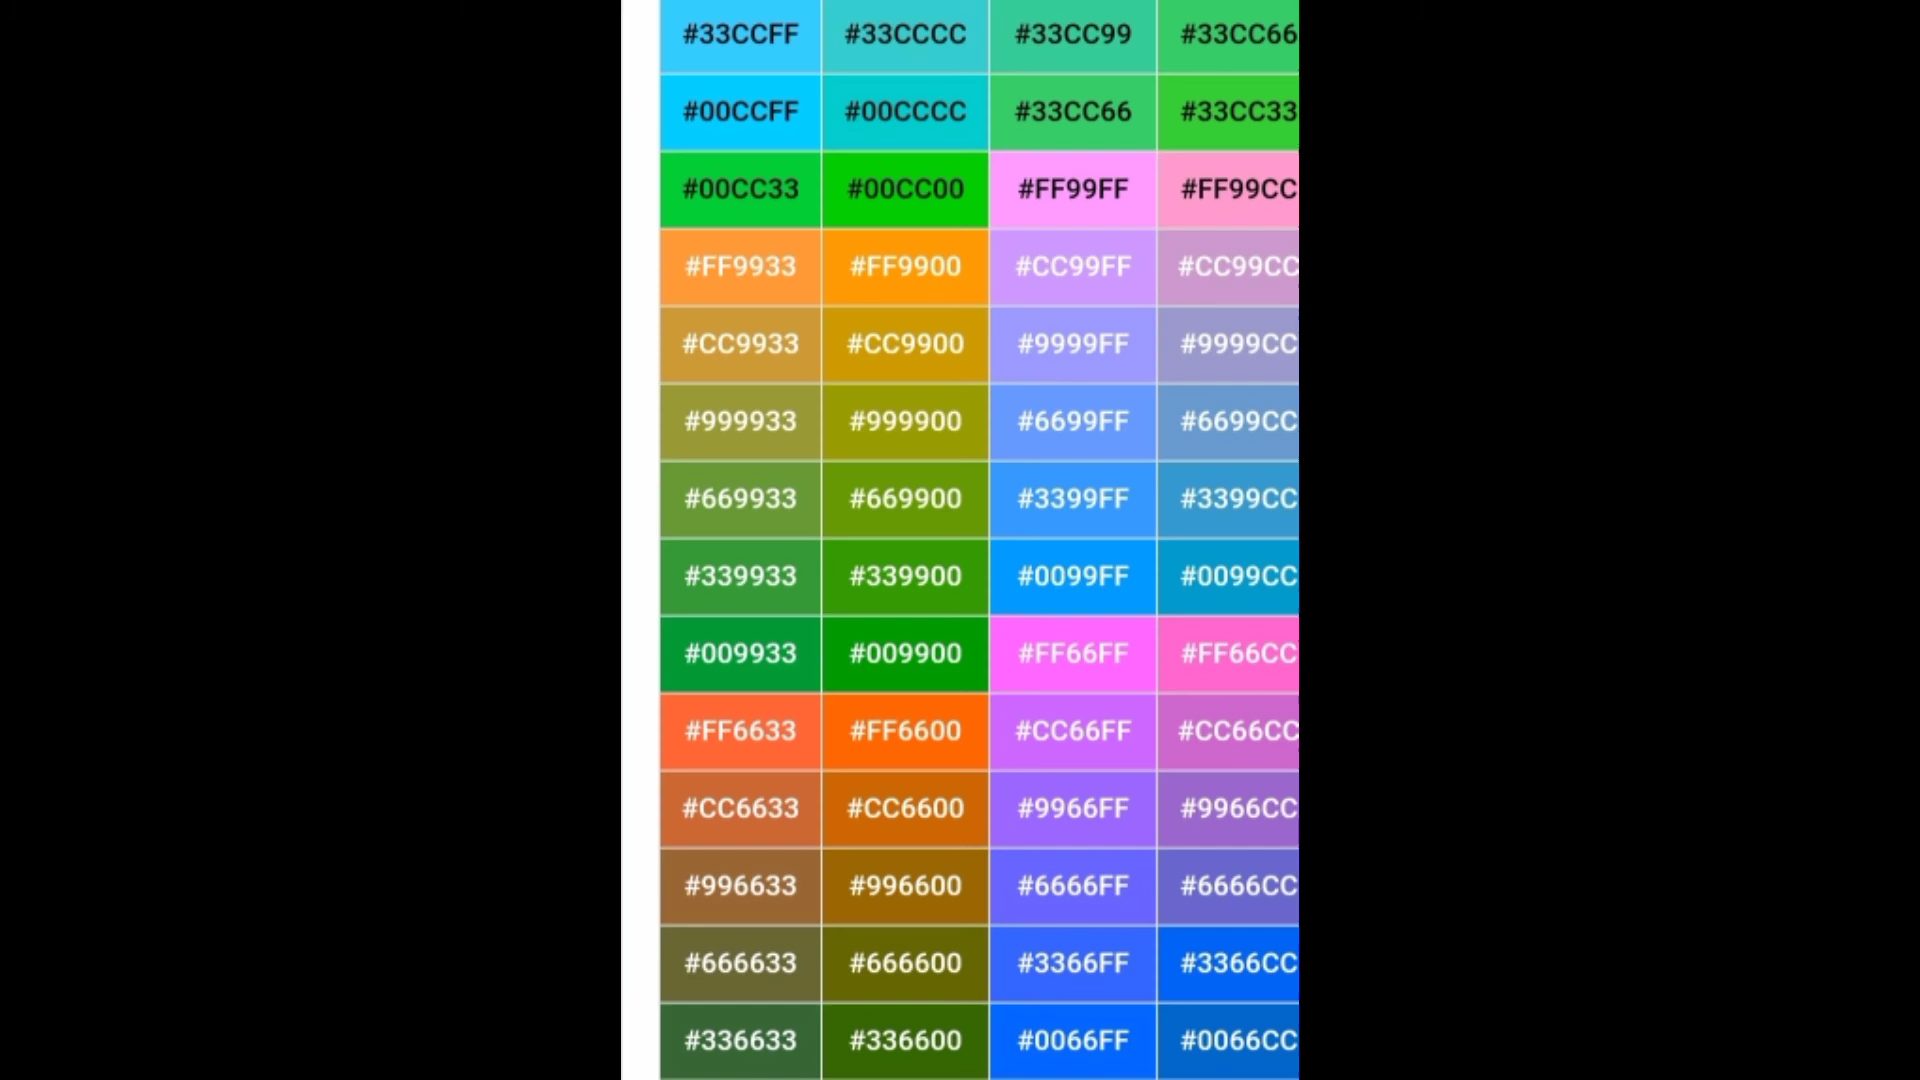 #33CCFF #33CCCC #33CC99 #33CC66
#00CCFF #00CCCC #33CC66 #33CC33
#00CC33 #00CC00 #FF99FF #FF99CC
#FF9933 #FF9900 #CC99FF #CC99CC
#CC9933 #CC9900 #9999FF #9999CC
#999933 #999900 #6699FF #6699CC
#669933 #669900 #3399FF #3399CC
#339933 #339900 #0099FF #0099CC
#009933 #009900 #FF66FF #FF66CC
#FF6633 #FF6600 #CC66FF #CC66CC
#CC6633 #CC6600 #9966FF #9966CC
#996633 #996600 #6666FF #6666CC
#666633 #666600 #3366FF #3366CC
#336633 #336600 #0066FF #0066CC